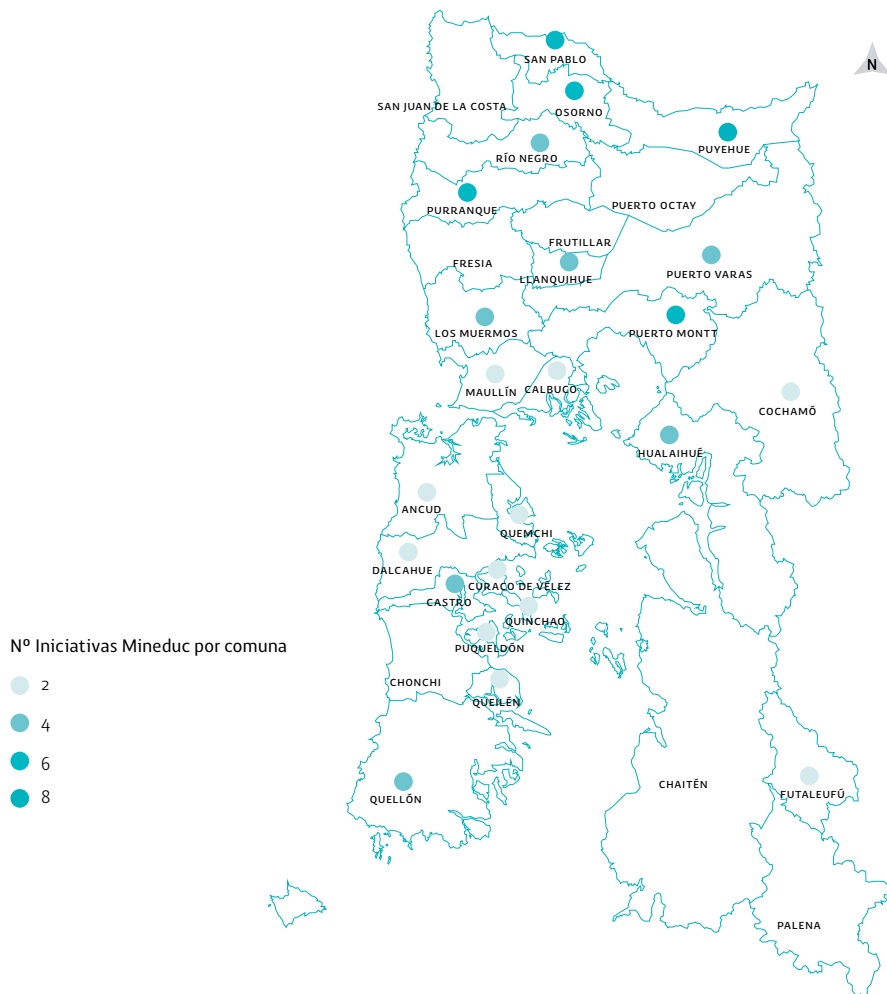 SAN PABLO
N
SAN JUAN DE LA COSTA
OSORNO
PUYEHUE
RÍO NEGRO
PURRANQUE
PUERTO OCTAY
FRUTILLAR
FRESIA
PUERTO VARAS
LLANQUIHUE
LOS MUERMOS
PUERTO MONTT
MAULLÍN
CALBUCO
COCHAMÓ
HUALAIHUÉ
ANCUD
QUEMCHI
DALCAHUE
CURACO DE VÉLEZ
CASTRO
QUINCHAO
PUQUELDÓN
Nº Iniciativas Mineduc por comuna
2
4
6
8
CHONCHI
QUEILÉN
QUELLÓN
CHAITÉN
FUTALEUFÚ
PALENA